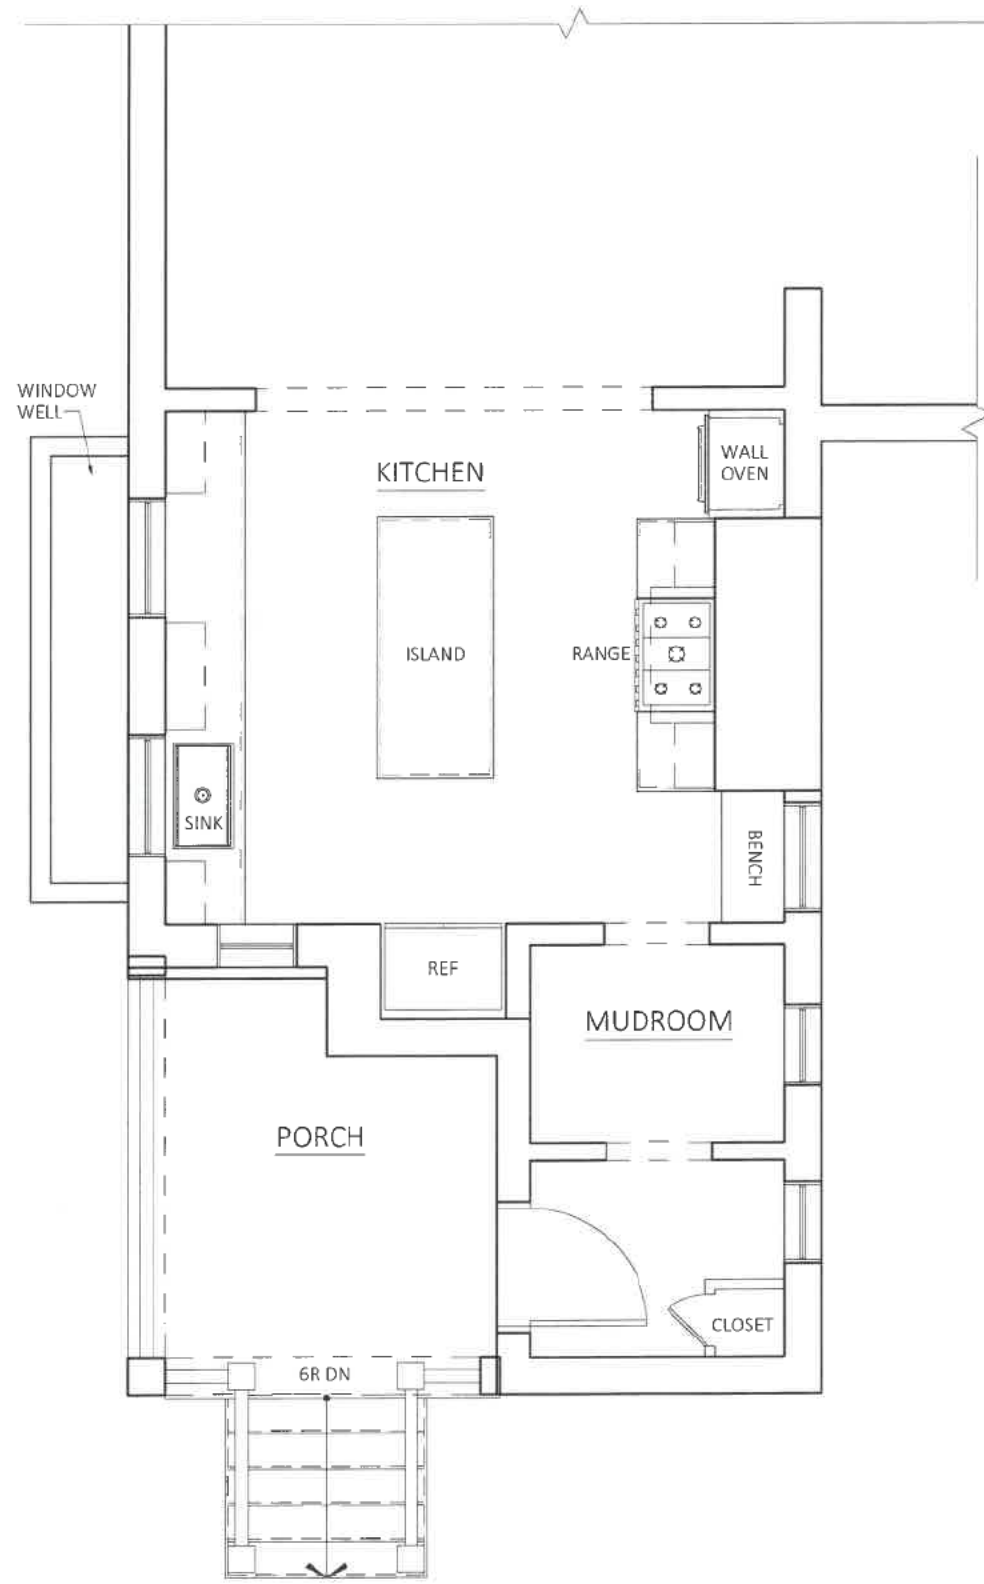 WINDOW
WELL
KITCHEN
WALL
OVEN
ISLAND
RANGE
SINK
BENCH
REF
MUDROOM
PORCH
CLOSET
6R DN